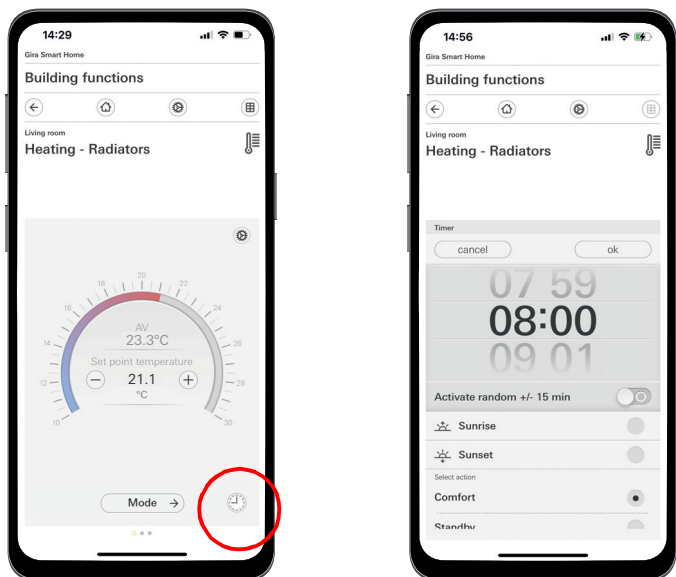 14:29
Gira Smart Home
Building functions
Living room
Heating - Radiators
20
18
22
16
24
14
26
12
28
10
30
AV
23.3°C
Set point temperature
21.1
°C
Mode
14:56
Gira Smart Home
Building functions
Living room
Heating - Radiators
Timer
cancel
ok
07 59
08:00
09 01
Activate random +/- 15 min
Sunrise
Sunset
Select action
Comfort
Standby